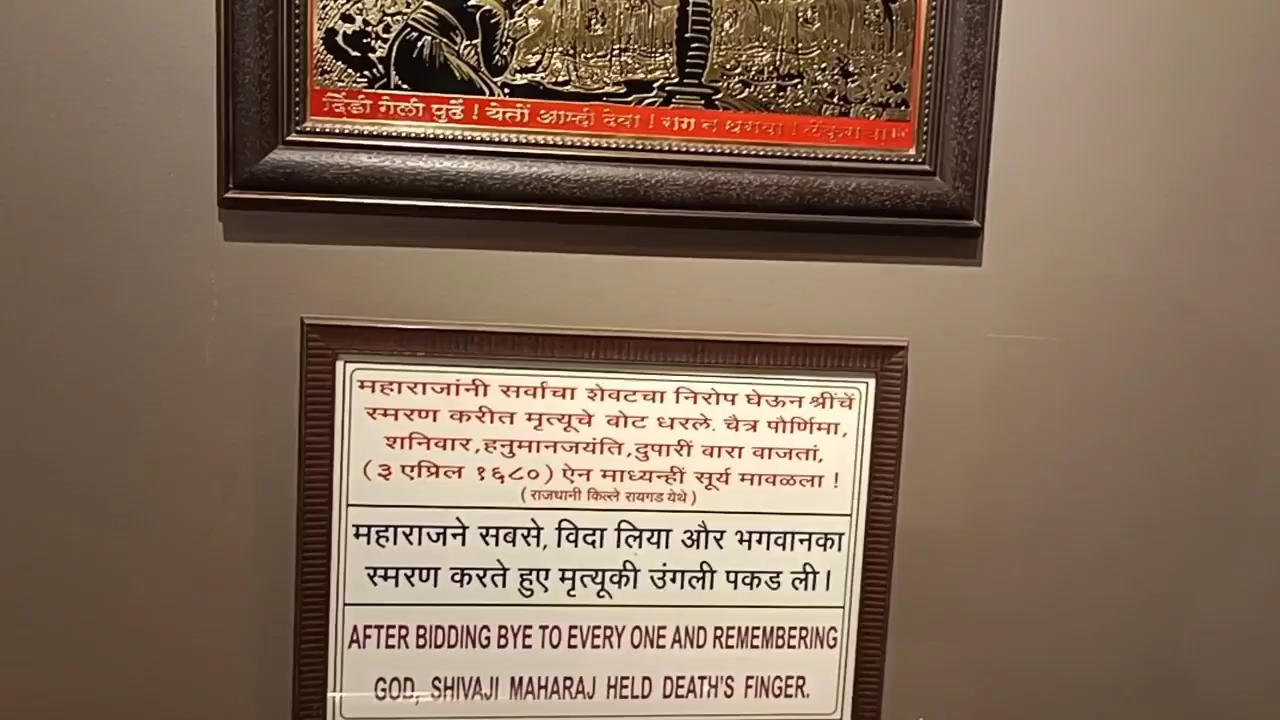 दिंडी गेली पुढें ! येतों आम्ही देवा ! राग न धरावा ! लेंकुराचा
महाराजांनी सर्वांचा शेवटचा निरोप घेऊन श्रींचें
स्मरण करीत मृत्यूचे बोट धरले. चैत्र पौर्णिमा,
शनिवार,हनुमानजयंति,दुपारीं बारा वाजतां,
(३ एप्रिल १६८०) ऐन माध्यन्हीं सूर्य मावळला !
(राजधानी किल्ले रायगड येथे)
महाराजने सबसे, विदा लिया और भगवानका
स्मरण करते हुए मृत्यूकी उंगली पकड ली।
AFTER BIDDING BYE TO EVERY ONE AND REMEMBERING
GOD, SHIVAJI MAHARAJ HELD DEATH'S FINGER.